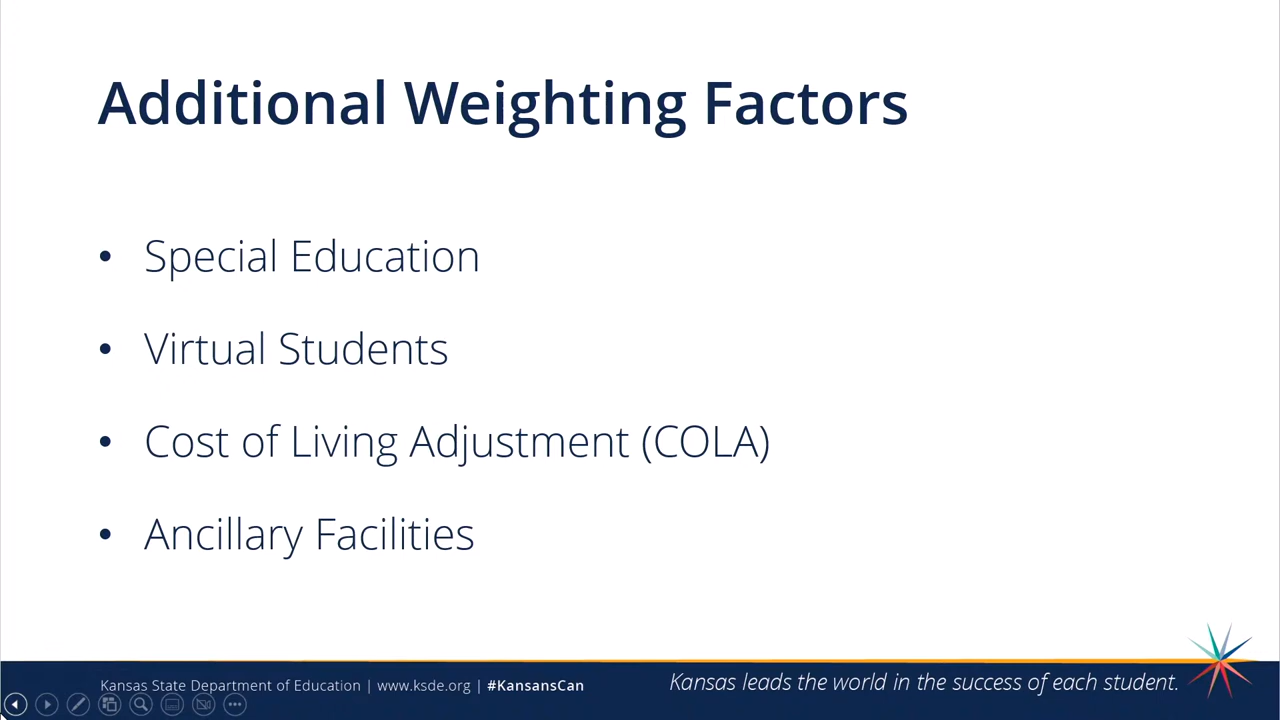 Additional Weighting Factors
• Special Education
• Virtual Students
• Cost of Living Adjustment (COLA)
• Ancillary Facilities
Kansas State Department of Education | www.ksde.org | #KansansCan
Kansas leads the world in the success of each student.